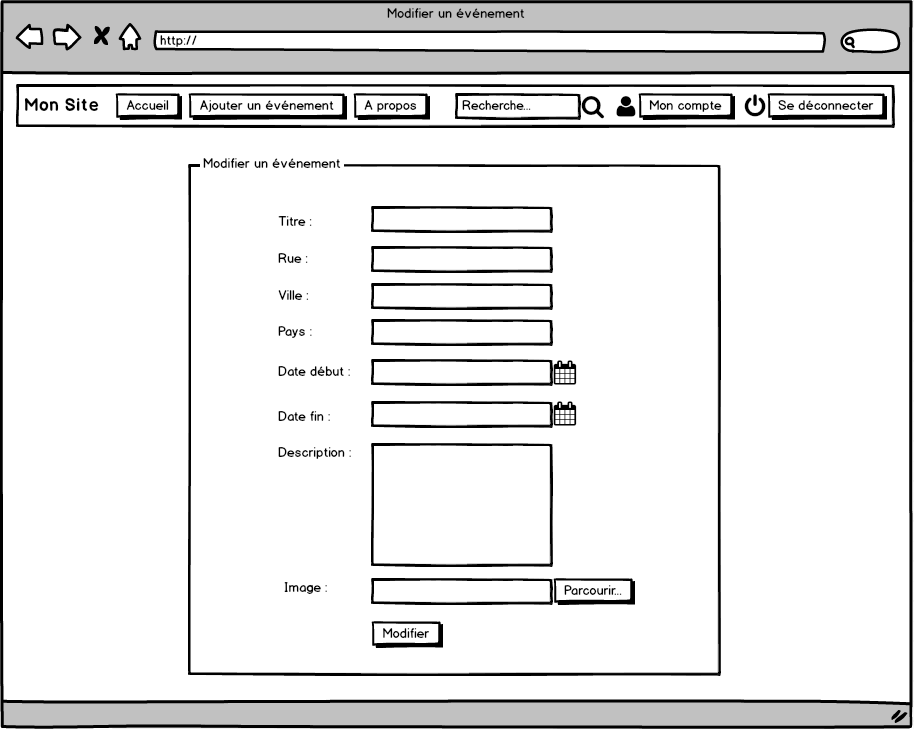 Modifier un événement
http://
Mon Site Accueil Ajouter un événement A propos Recherche... Mon compte Se déconnecter
Modifier un événement
Titre :
Rue :
Ville :
Pays :
Date début :
Date fin :
Description :
Image : Parcourir...
Modifier